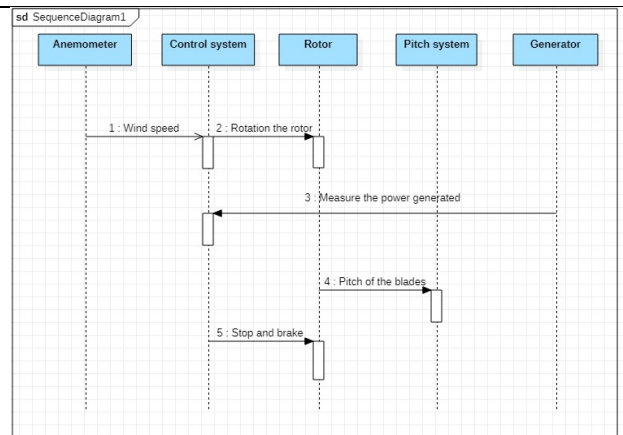 sd SequenceDiagram1
Anemometer
Control system
Rotor
Pitch system
Generator
1 : Wind speed
2 : Rotation the rotor
3 : Measure the power generated
4 : Pitch of the blades
5 : Stop and brake